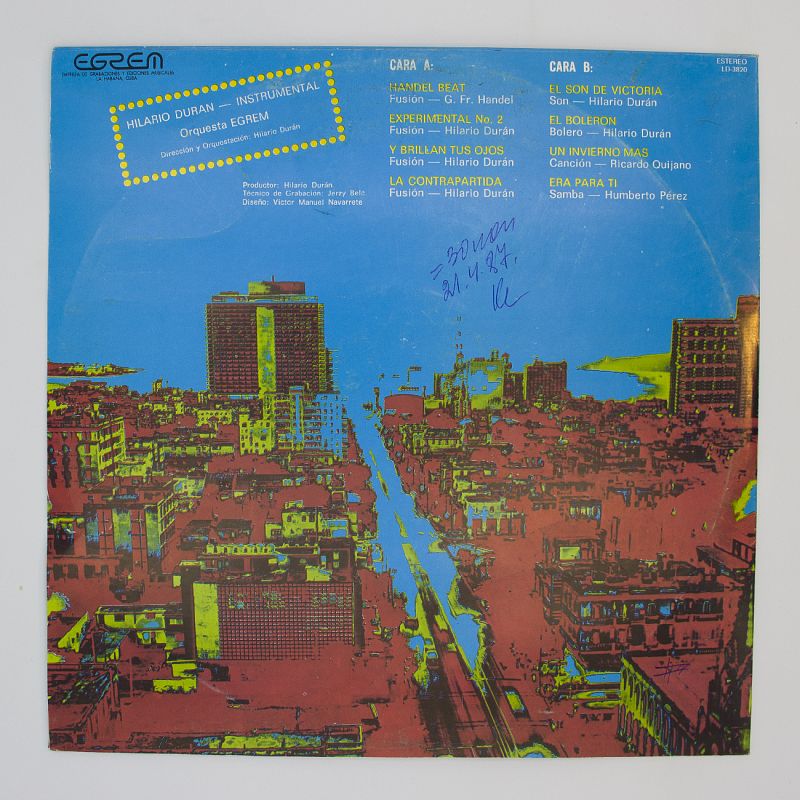 EGREM
EMPRESA DE GRABACIONES Y EDICIONES MUSICALES
LA HABANA, CUBA
HILARIO DURAN — INSTRUMENTAL
Orquesta EGREM
Dirección y Orquestación: Hilario Durán
Productor: Hilario Durán
Técnico de Grabación: Jerzy Belc
Diseño: Víctor Manuel Navarrete
CARA A:
HANDEL BEAT
Fusión — G. Fr. Handel
EXPERIMENTAL No. 2
Fusión — Hilario Durán
Y BRILLAN TUS OJOS
Fusión — Hilario Durán
LA CONTRAPARTIDA
Fusión — Hilario Durán
CARA B:
EL SON DE VICTORIA
Son — Hilario Durán
EL BOLERON
Bolero — Hilario Durán
UN INVIERNO MAS
Canción — Ricardo Quijano
ERA PARA TI
Samba — Humberto Pérez
ESTEREO
LD-3820